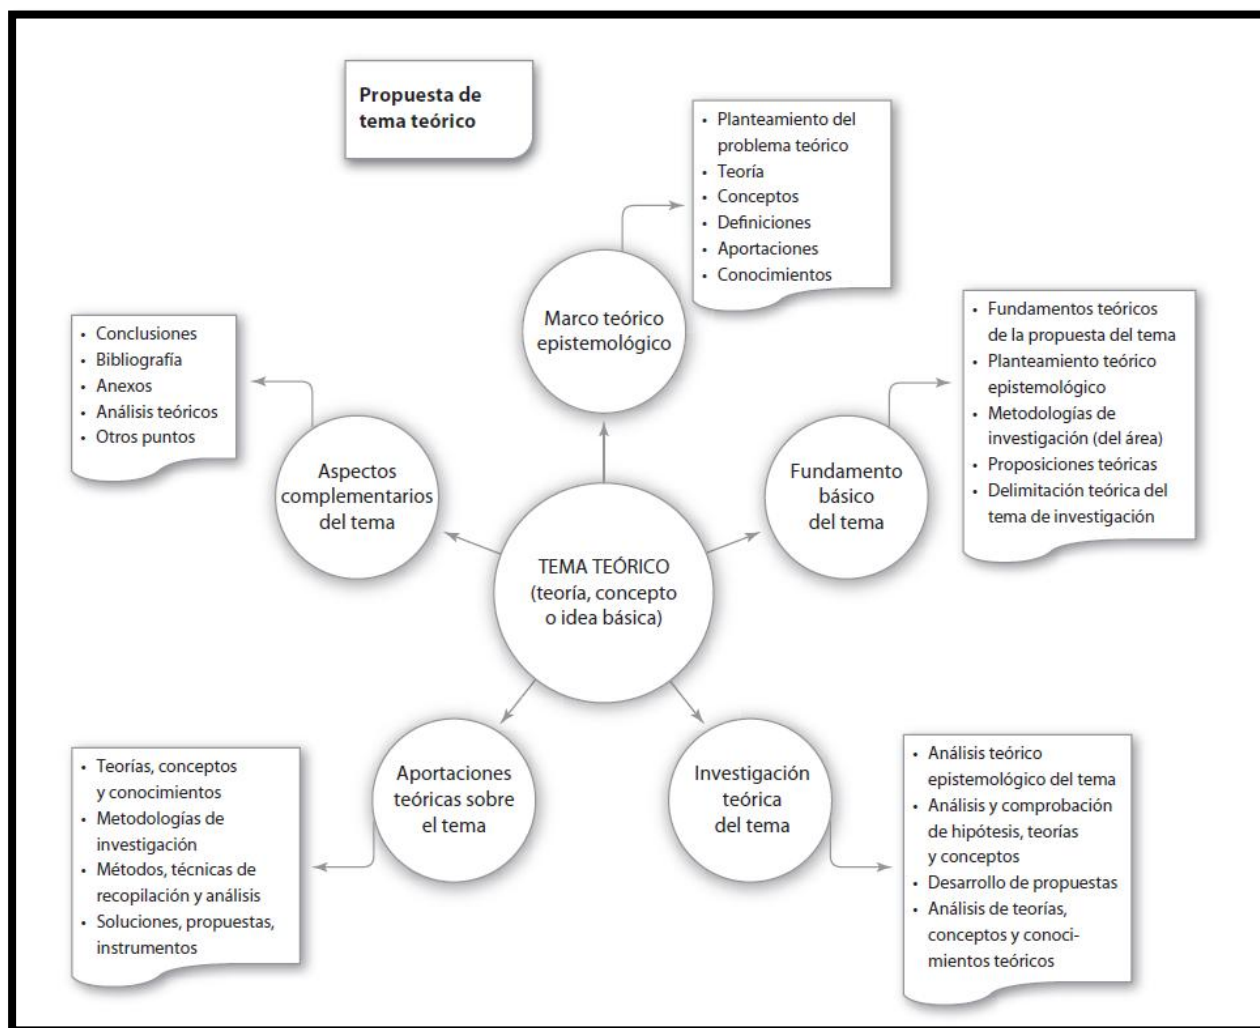 Propuesta de
tema teórico
• Planteamiento del
problema teórico
• Teoría
• Conceptos
• Definiciones
• Aportaciones
• Conocimientos
Marco teórico
epistemológico
• Fundamentos teóricos
de la propuesta del tema
• Planteamiento teórico
epistemológico
• Metodologías de
investigación (del área)
• Proposiciones teóricas
• Delimitación teórica del
tema de investigación
Fundamento
básico
del tema
• Conclusiones
• Bibliografía
• Anexos
• Análisis teóricos
• Otros puntos
Aspectos
complementarios
del tema
TEMA TEÓRICO
(teoría, concepto
o idea básica)
• Teorías, conceptos
y conocimientos
• Metodologías de
investigación
• Métodos, técnicas de
recopilación y análisis
• Soluciones, propuestas,
instrumentos
Aportaciones
teóricas sobre
el tema
Investigación
teórica
del tema
• Análisis teórico
epistemológico del tema
• Análisis y comprobación
de hipótesis, teorías
y conceptos
• Desarrollo de propuestas
• Análisis de teorías,
conceptos y conoci-
mientos teóricos